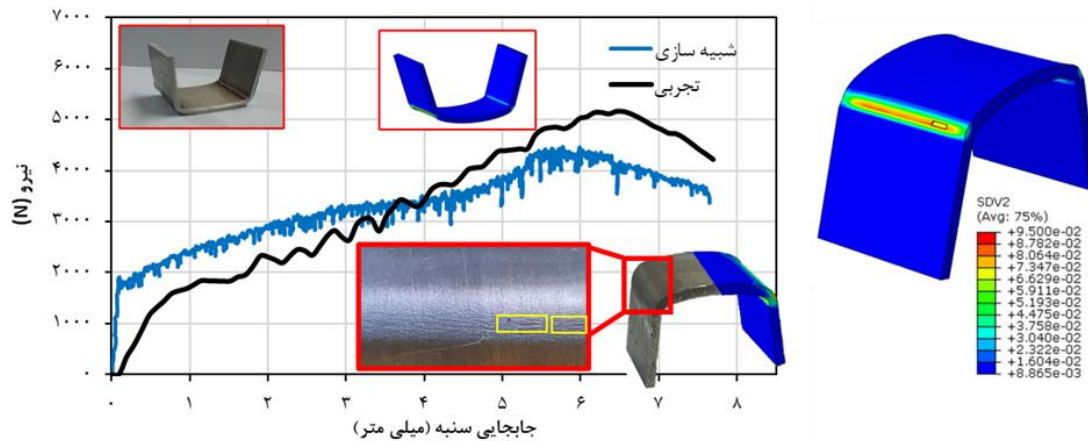 ۷۰۰۰
۶۰۰۰
۵۰۰۰
۴۰۰۰
۳۰۰۰
۲۰۰۰
۱۰۰۰
۰
نیرو (N)
شبیه سازی
تجربی
۰ ۱ ۲ ۳ ۴ ۵ ۶ ۷ ۸
جابجایی سنبه (میلی متر)
SDV2
(Avg: 75%)
+9.500e-02
+8.782e-02
+8.064e-02
+7.347e-02
+6.629e-02
+5.911e-02
+5.193e-02
+4.475e-02
+3.758e-02
+3.040e-02
+2.322e-02
+1.604e-02
+8.865e-03